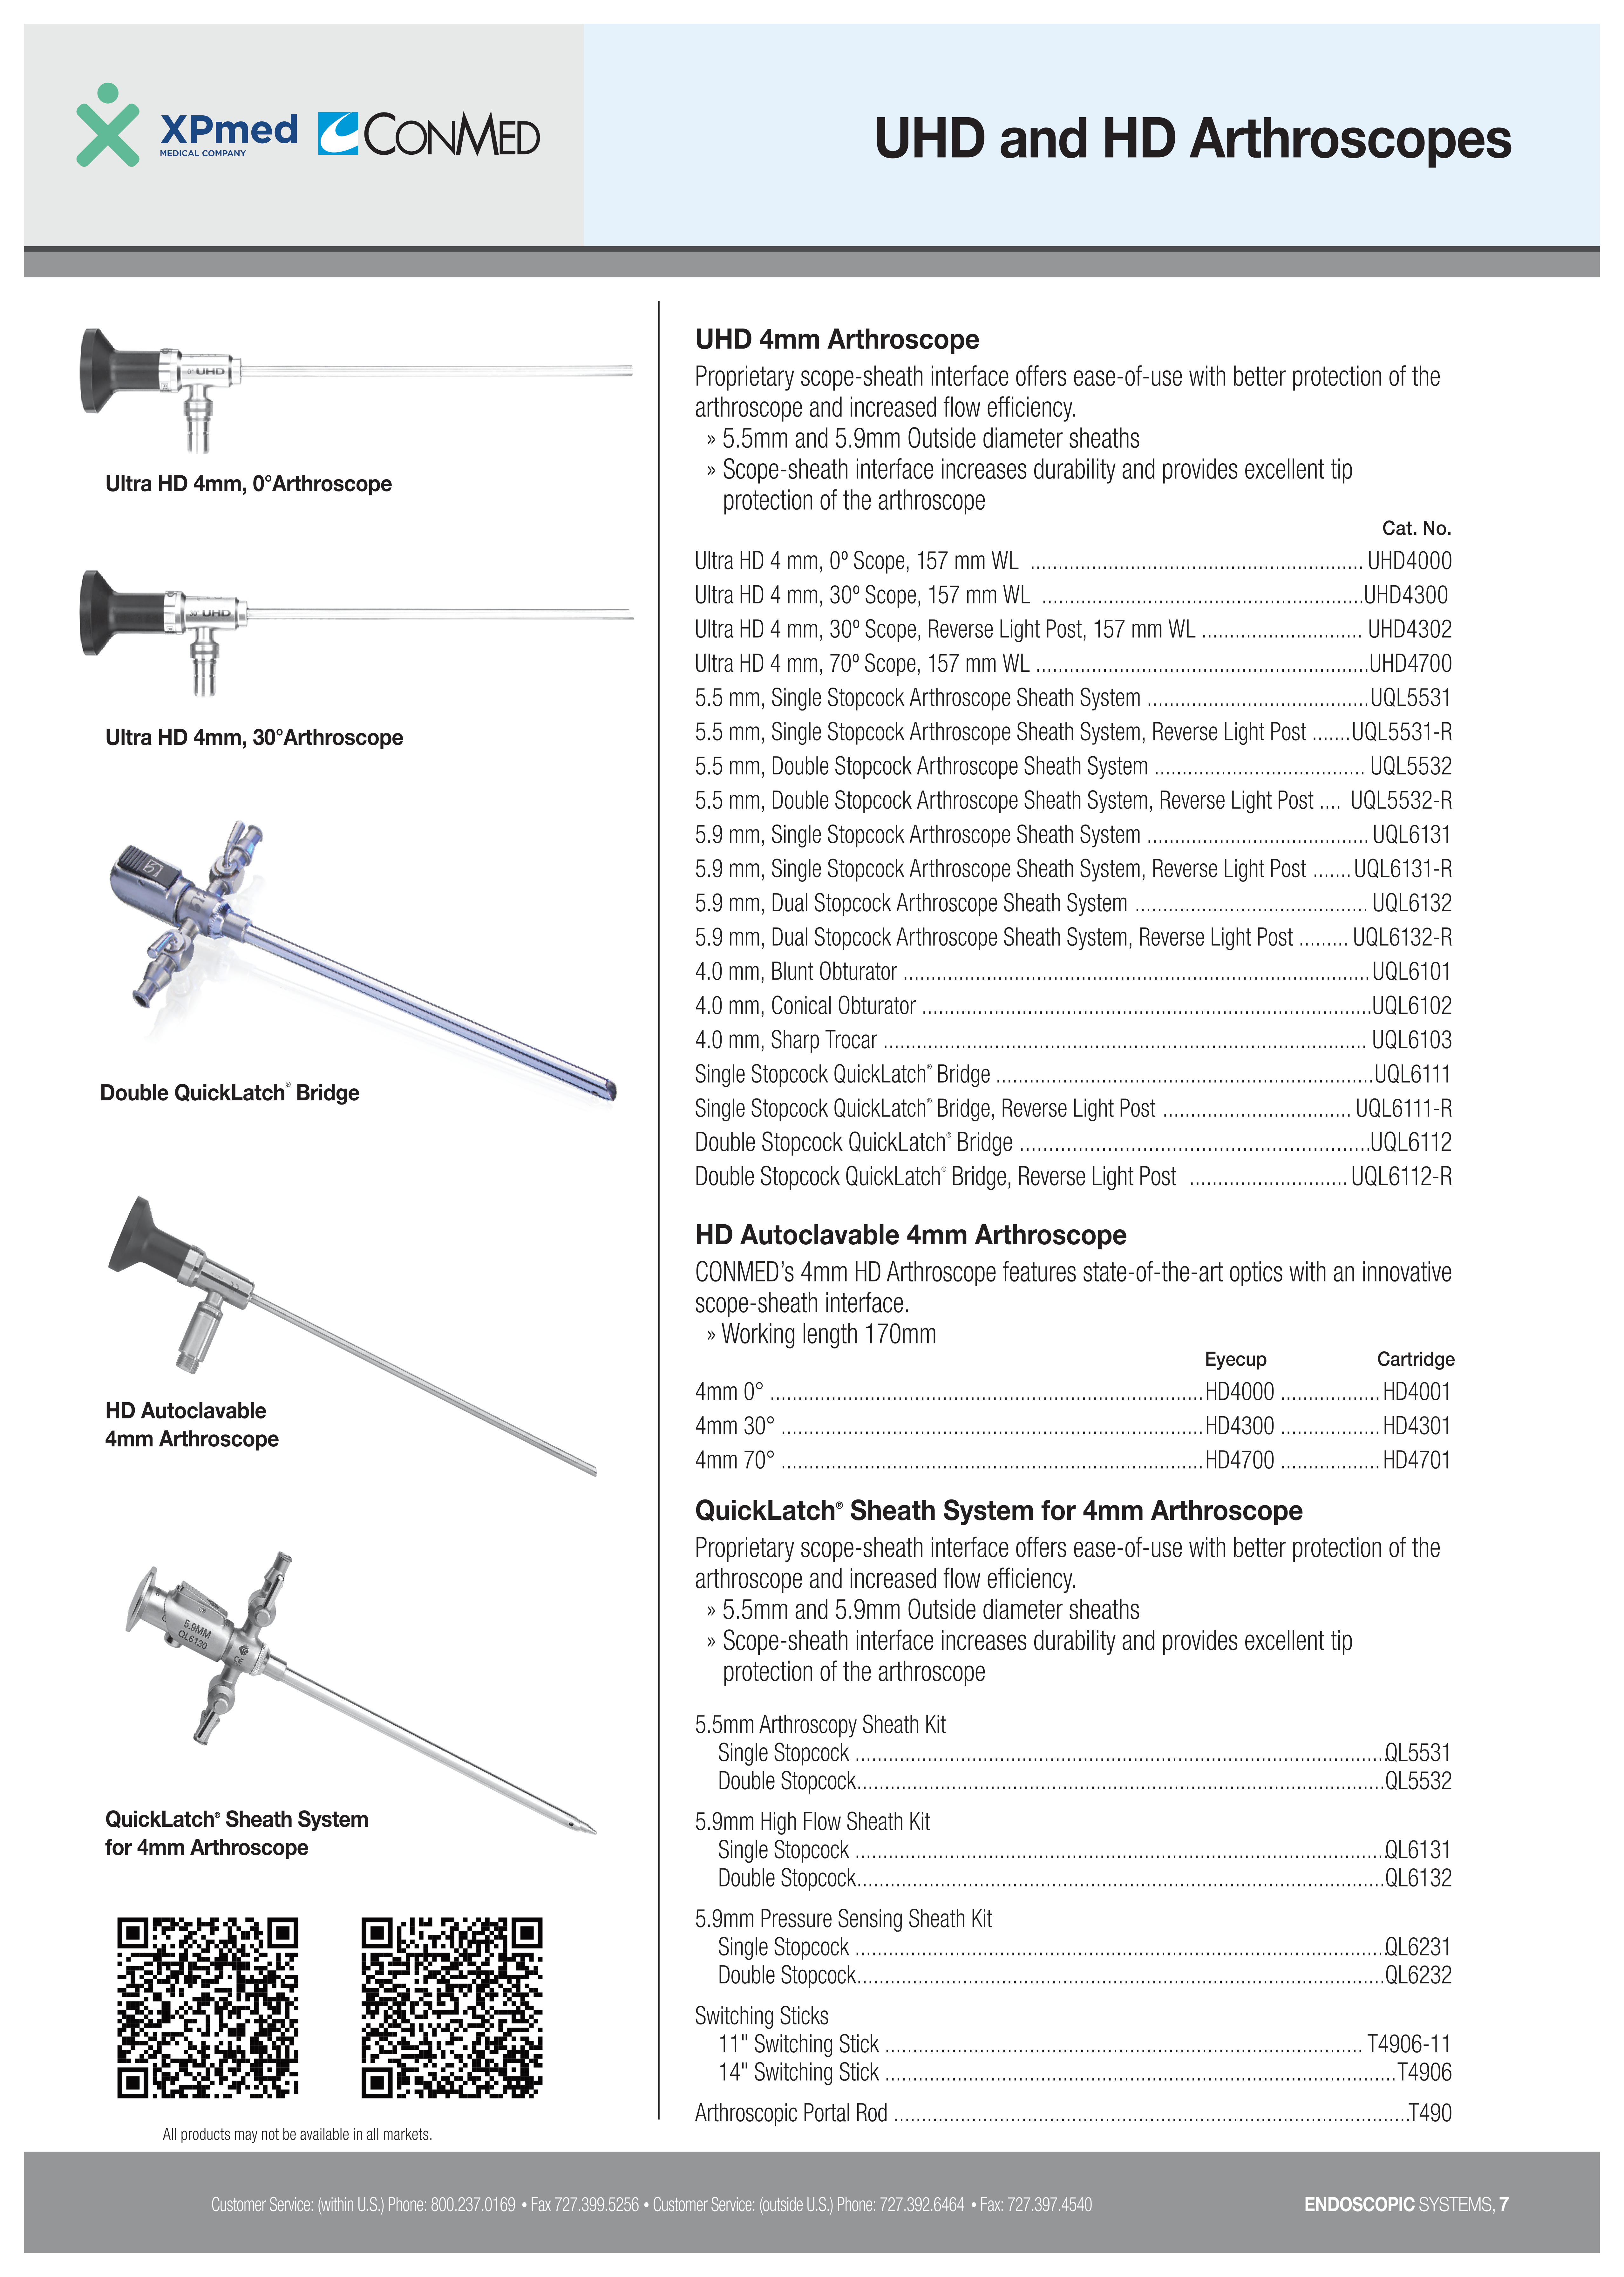 XPmed
MEDICAL COMPANY
CONMED
UHD and HD Arthroscopes
0° UHD
Ultra HD 4mm, 0°Arthroscope
30° UHD
Ultra HD 4mm, 30°Arthroscope
Double QuickLatch® Bridge
HD Autoclavable
4mm Arthroscope
5.9MM
QL6130
CE
QuickLatch® Sheath System
for 4mm Arthroscope
All products may not be available in all markets.
UHD 4mm Arthroscope
Proprietary scope-sheath interface offers ease-of-use with better protection of the
arthroscope and increased flow efficiency.
» 5.5mm and 5.9mm Outside diameter sheaths
» Scope-sheath interface increases durability and provides excellent tip
protection of the arthroscope
Cat. No.
Ultra HD 4 mm, 0º Scope, 157 mm WL ........ UHD4000
Ultra HD 4 mm, 30º Scope, 157 mm WL ........ UHD4300
Ultra HD 4 mm, 30º Scope, Reverse Light Post, 157 mm WL ........ UHD4302
Ultra HD 4 mm, 70º Scope, 157 mm WL ........ UHD4700
5.5 mm, Single Stopcock Arthroscope Sheath System ........ UQL5531
5.5 mm, Single Stopcock Arthroscope Sheath System, Reverse Light Post ....... UQL5531-R
5.5 mm, Double Stopcock Arthroscope Sheath System ........ UQL5532
5.5 mm, Double Stopcock Arthroscope Sheath System, Reverse Light Post .... UQL5532-R
5.9 mm, Single Stopcock Arthroscope Sheath System ........ UQL6131
5.9 mm, Single Stopcock Arthroscope Sheath System, Reverse Light Post ....... UQL6131-R
5.9 mm, Dual Stopcock Arthroscope Sheath System ........ UQL6132
5.9 mm, Dual Stopcock Arthroscope Sheath System, Reverse Light Post ......... UQL6132-R
4.0 mm, Blunt Obturator ........ UQL6101
4.0 mm, Conical Obturator ........ UQL6102
4.0 mm, Sharp Trocar ........ UQL6103
Single Stopcock QuickLatch® Bridge ........ UQL6111
Single Stopcock QuickLatch® Bridge, Reverse Light Post ........ UQL6111-R
Double Stopcock QuickLatch® Bridge ........ UQL6112
Double Stopcock QuickLatch® Bridge, Reverse Light Post ........ UQL6112-R
HD Autoclavable 4mm Arthroscope
CONMED’s 4mm HD Arthroscope features state-of-the-art optics with an innovative
scope-sheath interface.
» Working length 170mm
Eyecup Cartridge
4mm 0° ........ HD4000 ........ HD4001
4mm 30° ........ HD4300 ........ HD4301
4mm 70° ........ HD4700 ........ HD4701
QuickLatch® Sheath System for 4mm Arthroscope
Proprietary scope-sheath interface offers ease-of-use with better protection of the
arthroscope and increased flow efficiency.
» 5.5mm and 5.9mm Outside diameter sheaths
» Scope-sheath interface increases durability and provides excellent tip
protection of the arthroscope
5.5mm Arthroscopy Sheath Kit
Single Stopcock ........ QL5531
Double Stopcock ........ QL5532
5.9mm High Flow Sheath Kit
Single Stopcock ........ QL6131
Double Stopcock ........ QL6132
5.9mm Pressure Sensing Sheath Kit
Single Stopcock ........ QL6231
Double Stopcock ........ QL6232
Switching Sticks
11" Switching Stick ........ T4906-11
14" Switching Stick ........ T4906
Arthroscopic Portal Rod ........ T490
Customer Service: (within U.S.) Phone: 800.237.0169 • Fax 727.399.5256 • Customer Service: (outside U.S.) Phone: 727.392.6464 • Fax: 727.397.4540
ENDOSCOPIC SYSTEMS, 7